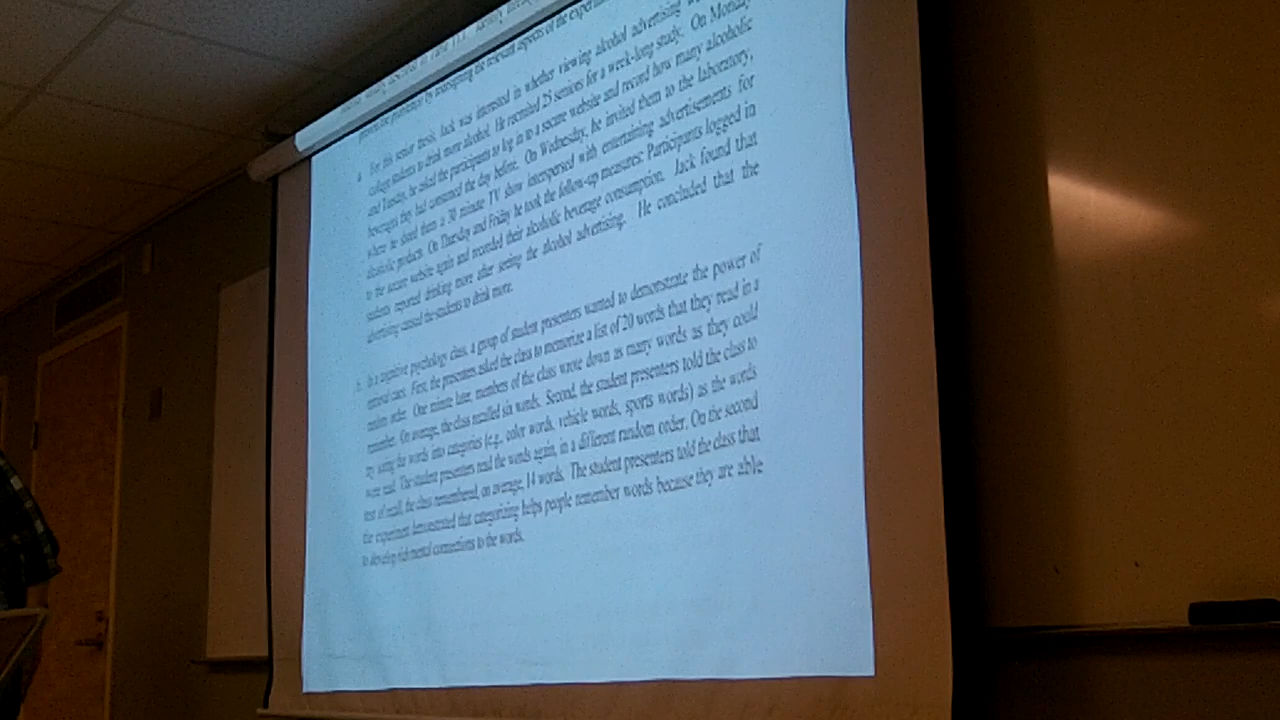 relevant aspects of the
a. For his senior thesis, Jack was interested in whether viewing alcohol advertising
college students to drink more alcohol. He recruited 25 seniors for a week-long study. On Monday
and Tuesday, he asked the participants to log in to a secure website and record how many alcoholic
beverages they had consumed the day before. On Wednesday, he invited them to the laboratory,
where he showed them a 30 minute TV show interspersed with entertaining advertisements for
alcoholic products. On Thursday and Friday he took the follow-up measures: Participants logged in
to the secure website again and recorded their alcoholic beverage consumption. Jack found that
students reported drinking more after seeing the alcohol advertising. He concluded that the
advertising caused the students to drink more.
b. In a cognitive psychology class, a group of student presenters wanted to demonstrate the power of
retrieval cues. First, the presenters asked the class to memorize a list of 20 words that they read in a
random order. One minute later, members of the class wrote down as many words as they could
remember. On average, the class recalled six words. Second, the student presenters told the class to
try sorting the words into categories (e.g., color words, vehicle words, sports words) as the words
were read. The student presenters read the words again, in a different random order. On the second
test of recall, the class remembered, on average, 14 words. The student presenters told the class that
the experiment demonstrated that categorizing helps people remember words because they are able
to develop rich mental connections to the words.